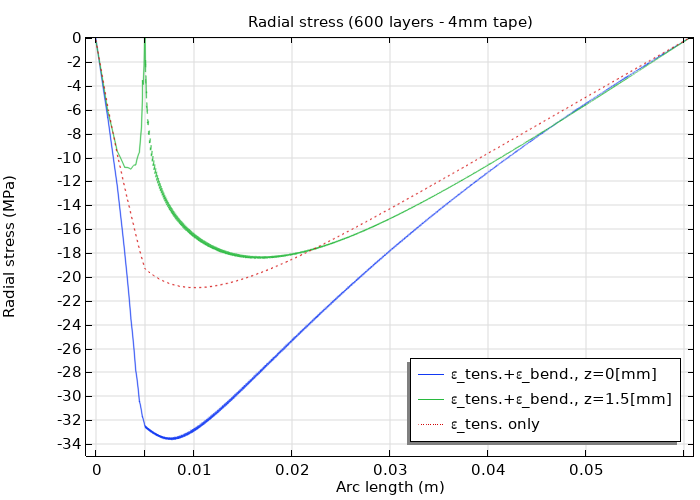 Radial stress (600 layers - 4mm tape)
0
-2
-4
-6
-8
-10
-12
-14
-16
-18
-20
-22
-24
-26
-28
-30
-32
-34
Radial stress (MPa)
ε_tens.+ε_bend., z=0[mm]
ε_tens.+ε_bend., z=1.5[mm]
ε_tens. only
0 0.01 0.02 0.03 0.04 0.05
Arc length (m)